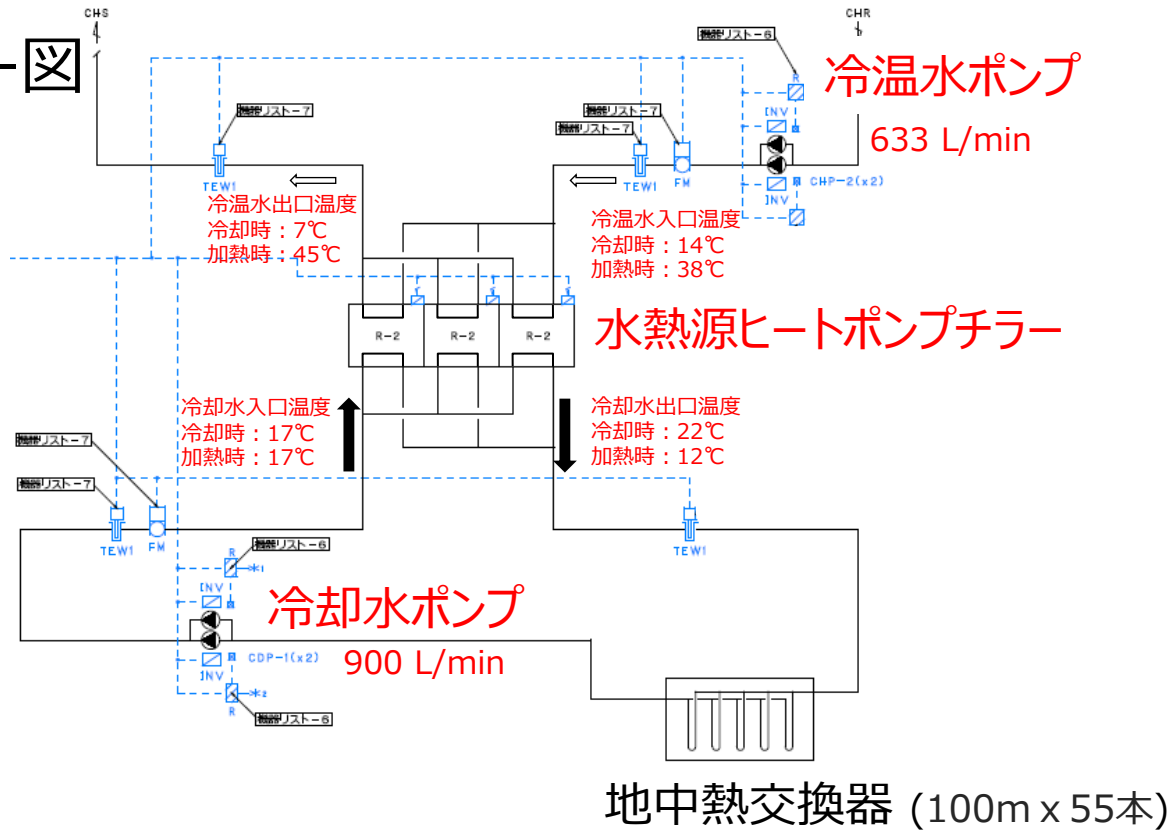 CHS
CHR
ー図
機器リスト-6
冷温水ポンプ
R
機器リスト-7
機器リスト-7
機器リスト-7
INV
633 L/min
TEW1
TEW1
FM
CHP-2(x2)
INV
冷温水出口温度
冷却時：7℃
加熱時：45℃
冷温水入口温度
冷却時：14℃
加熱時：38℃
R-2
R-2
R-2
水熱源ヒートポンプチラー
冷却水入口温度
冷却時：17℃
加熱時：17℃
冷却水出口温度
冷却時：22℃
加熱時：12℃
機器リスト-7
機器リスト-7
TEW1
FM
TEW1
R
機器リスト-6
※1
INV
冷却水ポンプ
900 L/min
CDP-1(x2)
INV
※2
R
機器リスト-6
地中熱交換器 (100m x 55本)